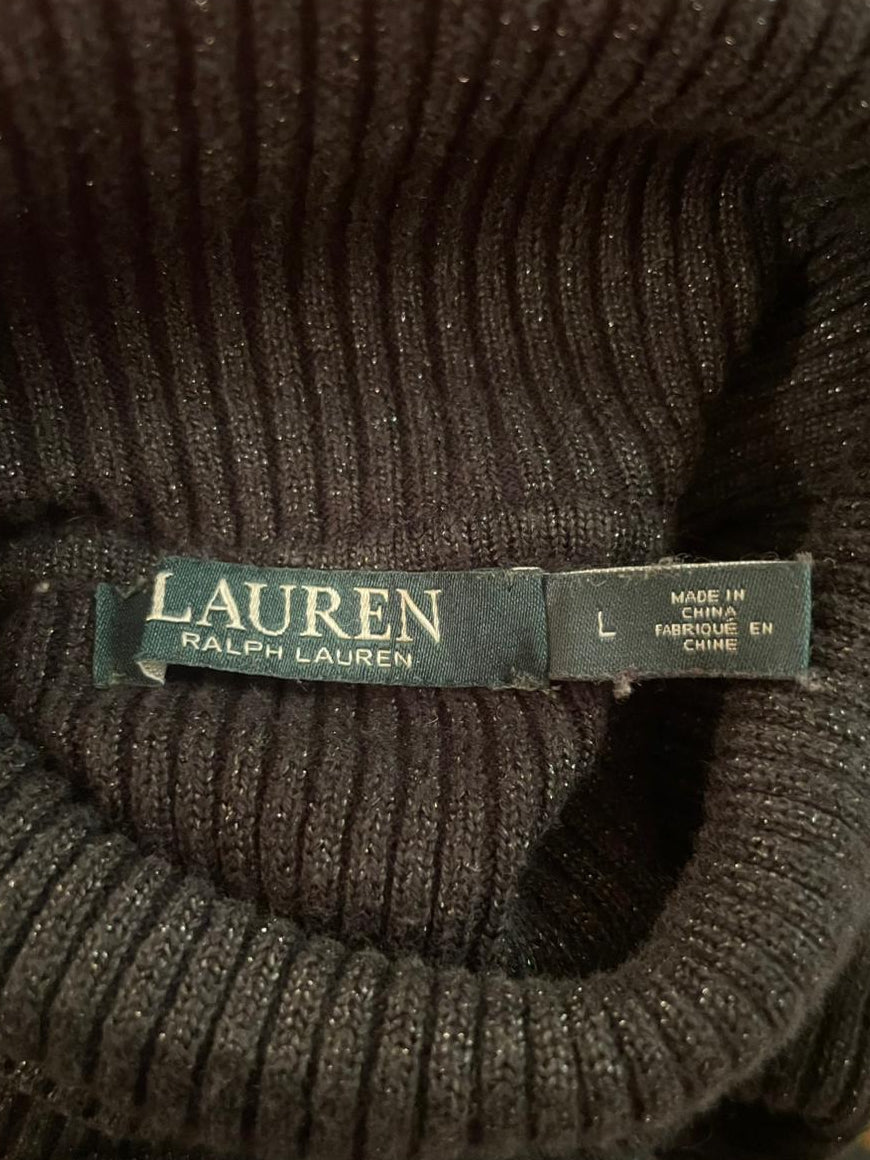 LAUREN
RALPH LAUREN
L
MADE IN
CHINA
FABRIQUÉ EN
CHINE